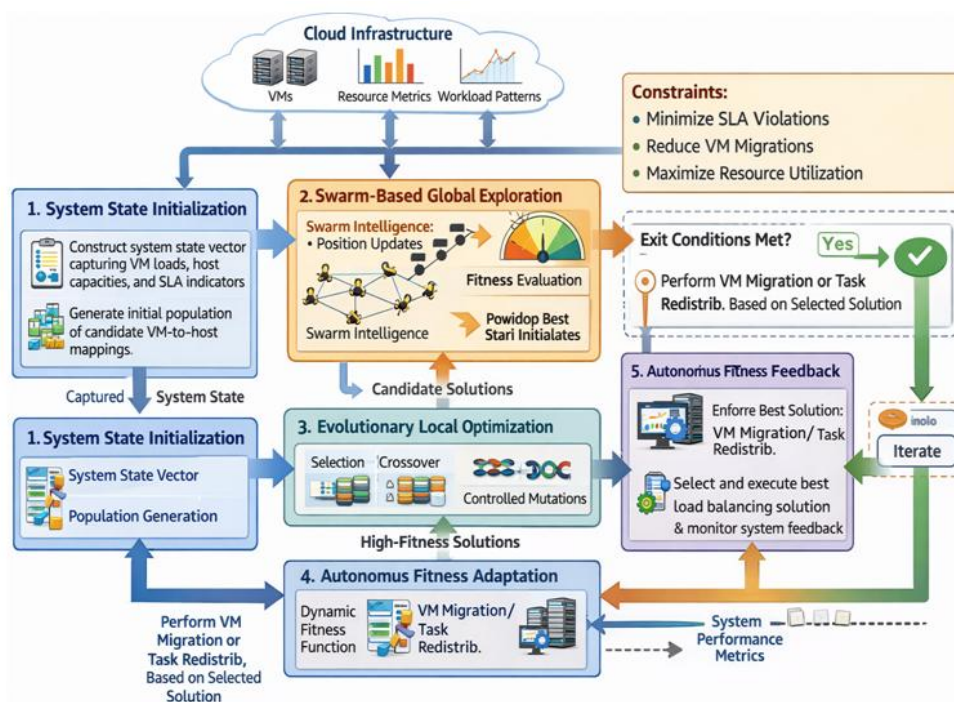 Cloud Infrastructure
VMs
Resource Metrics
Workload Patterns
Constraints:
• Minimize SLA Violations
• Reduce VM Migrations
• Maximize Resource Utilization
1. System State Initialization
Construct system state vector
capturing VM loads, host
capacities, and SLA indicators
Generate initial population
of candidate VM-to-host
mappings.
2. Swarm-Based Global Exploration
Swarm Intelligence:
• Position Updates
Swarm Intelligence
Fitness Evaluation
Powidop Best
Stari Initialates
Exit Conditions Met?
Yes
Perform VM Migration or Task
Redistrib. Based on Selected Solution
Captured
System State
Candidate Solutions
1. System State Initialization
System State Vector
Population Generation
3. Evolutionary Local Optimization
Selection
Crossover
Controlled Mutations
High-Fitness Solutions
5. Autonomus Fitness Feedback
Enforre Best Solution:
VM Migration/ Task
Redistrib.
Select and execute best
load balancing solution
& monitor system feedback
inolo
Iterate
4. Autonomus Fitness Adaptation
Dynamic
Fitness
Function
VM Migration/
Task
Redistrib.
Perform VM
Migration or
Task Redistrib,
Based on Selected
Solution
System
Performance
Metrics